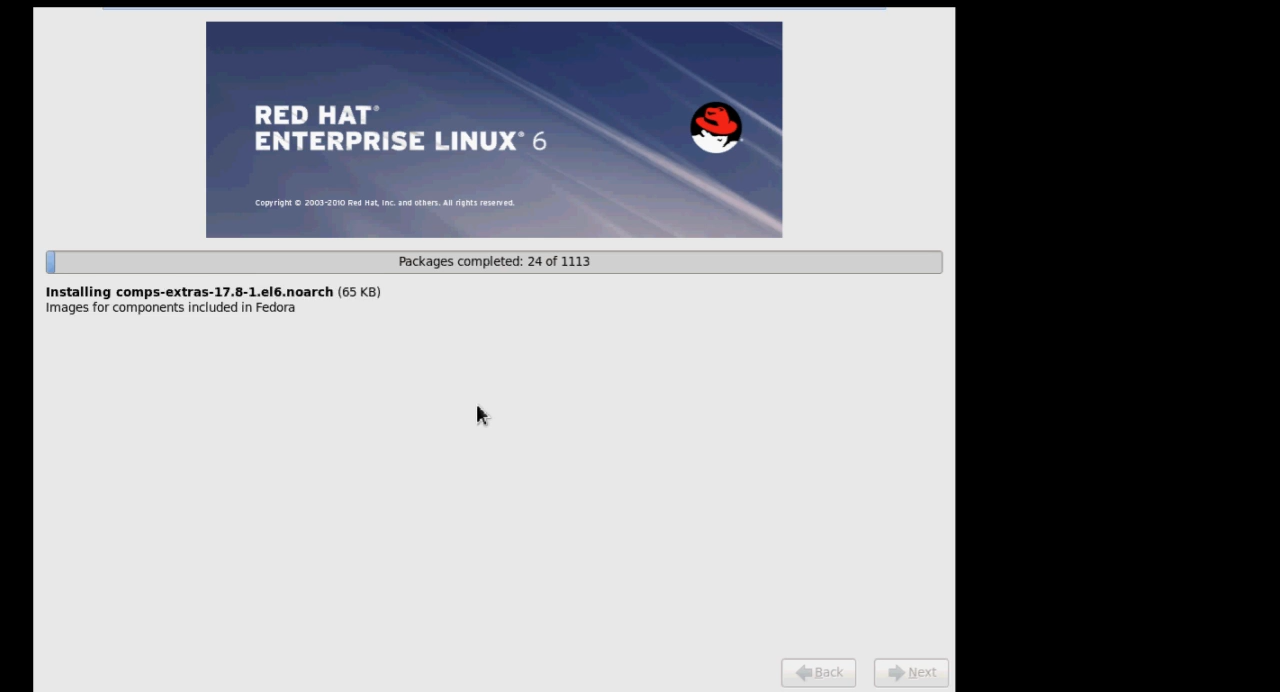 RED HAT®
ENTERPRISE LINUX® 6
Copyright © 2003-2010 Red Hat, Inc. and others. All rights reserved.
Packages completed: 24 of 1113
Installing comps-extras-17.8-1.el6.noarch (65 KB)
Images for components included in Fedora
Back
Next